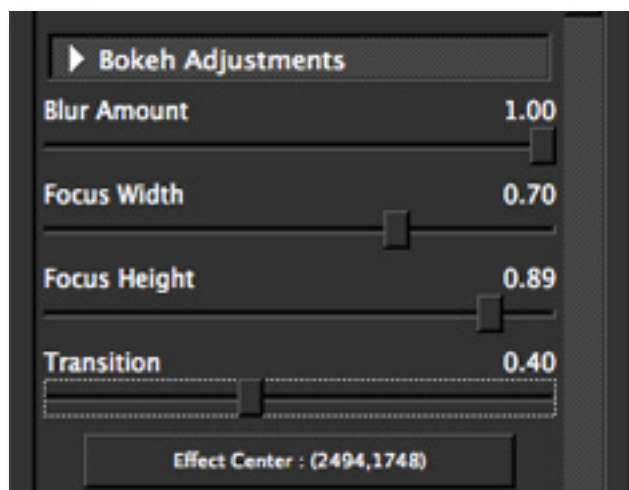 Bokeh Adjustments
Blur Amount 1.00
Focus Width 0.70
Focus Height 0.89
Transition 0.40
Effect Center : (2494,1748)